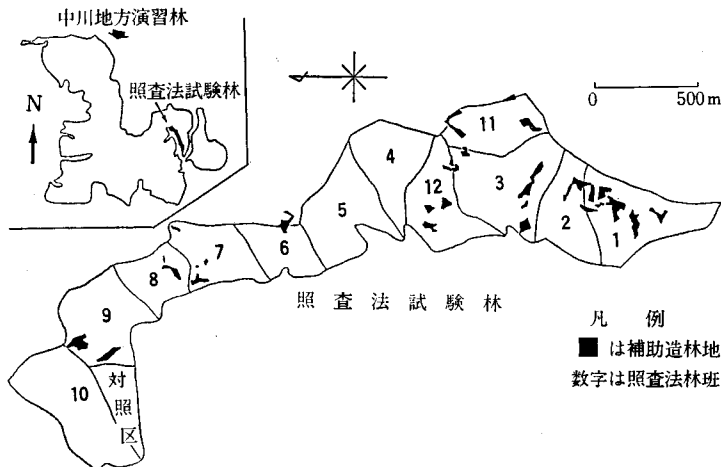 中川地方演習林
照査法試験林
N
0 500m
11
4
12
3
5
2
1
6
7
8
9
10
対照区
照査法試験林
凡例
■は補助造林地
数字は照査法林班